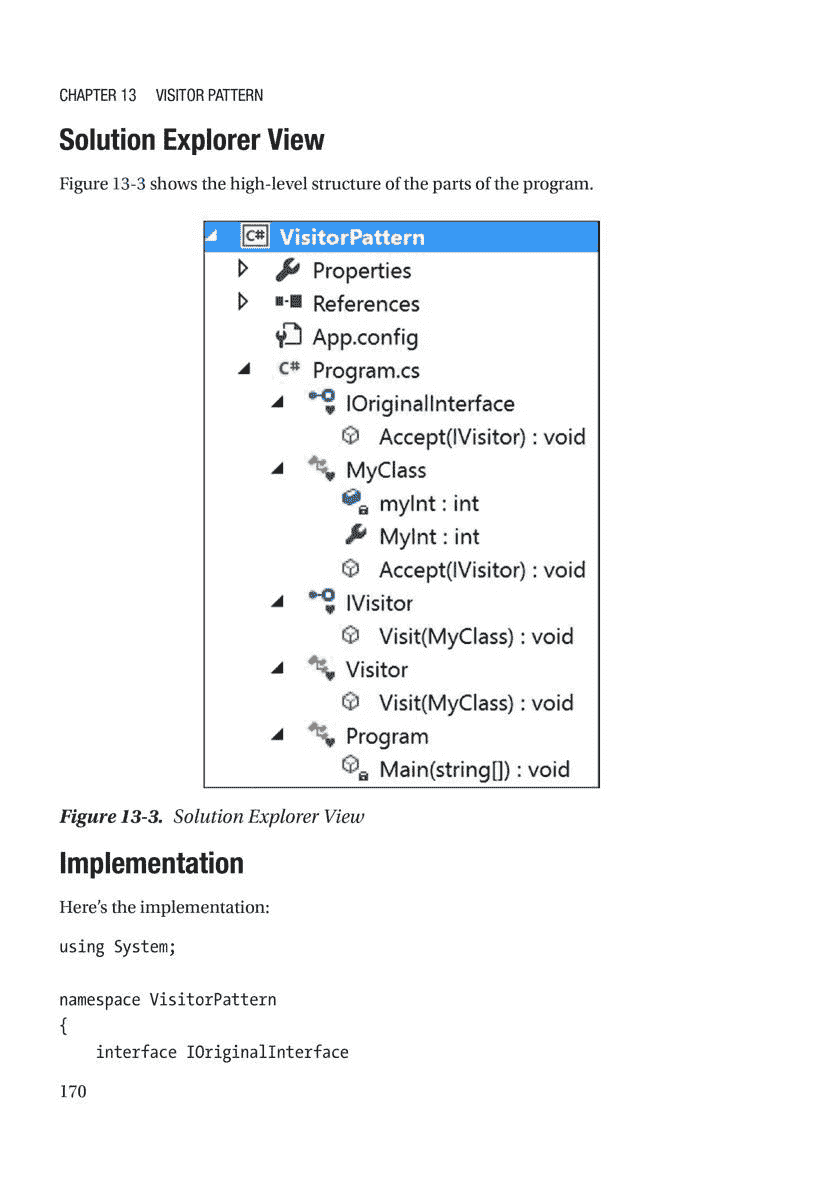 CHAPTER 13 VISITOR PATTERN
Solution Explorer View
Figure 13-3 shows the high-level structure of the parts of the program.
C# VisitorPattern
Properties
References
App.config
C# Program.cs
IOriginalInterface
Accept(IVisitor) : void
MyClass
myInt : int
MyInt : int
Accept(IVisitor) : void
IVisitor
Visit(MyClass) : void
Visitor
Visit(MyClass) : void
Program
Main(string[]) : void
Figure 13-3. Solution Explorer View
Implementation
Here’s the implementation:
using System;
namespace VisitorPattern
{
interface IOriginalInterface
170